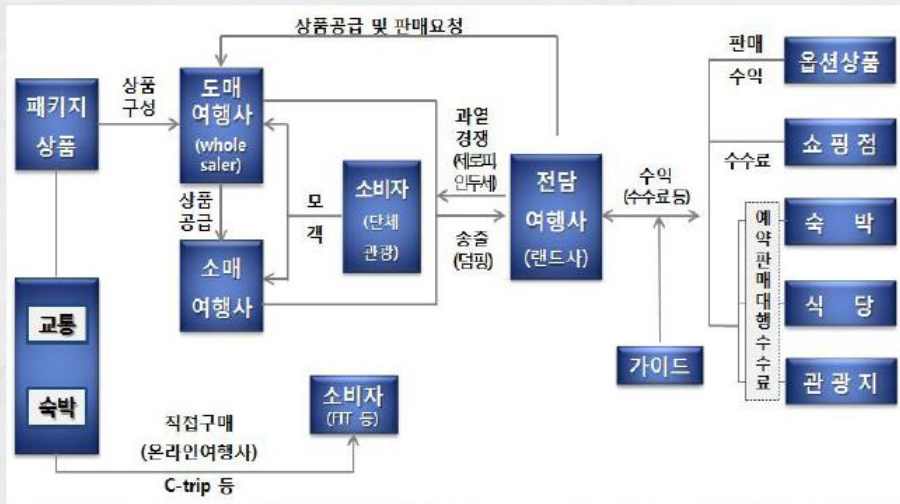 상품공급 및 판매요청
패키지
상품
상품
구성
도매
여행사
(whole
saler)
상품
공급
소매
여행사
모
객
소비자
(단체
관광)
과열
경쟁
(제로피,
인두세)
송출
(덤핑)
전담
여행사
(랜드사)
수익
(수수료 등)
가이드
판매
수익
수수료
예약판매대행수수료
옵션상품
쇼핑점
숙 박
식 당
관광지
교통
숙박
직접구매
(온라인여행사)
C-trip 등
소비자
(FIT 등)